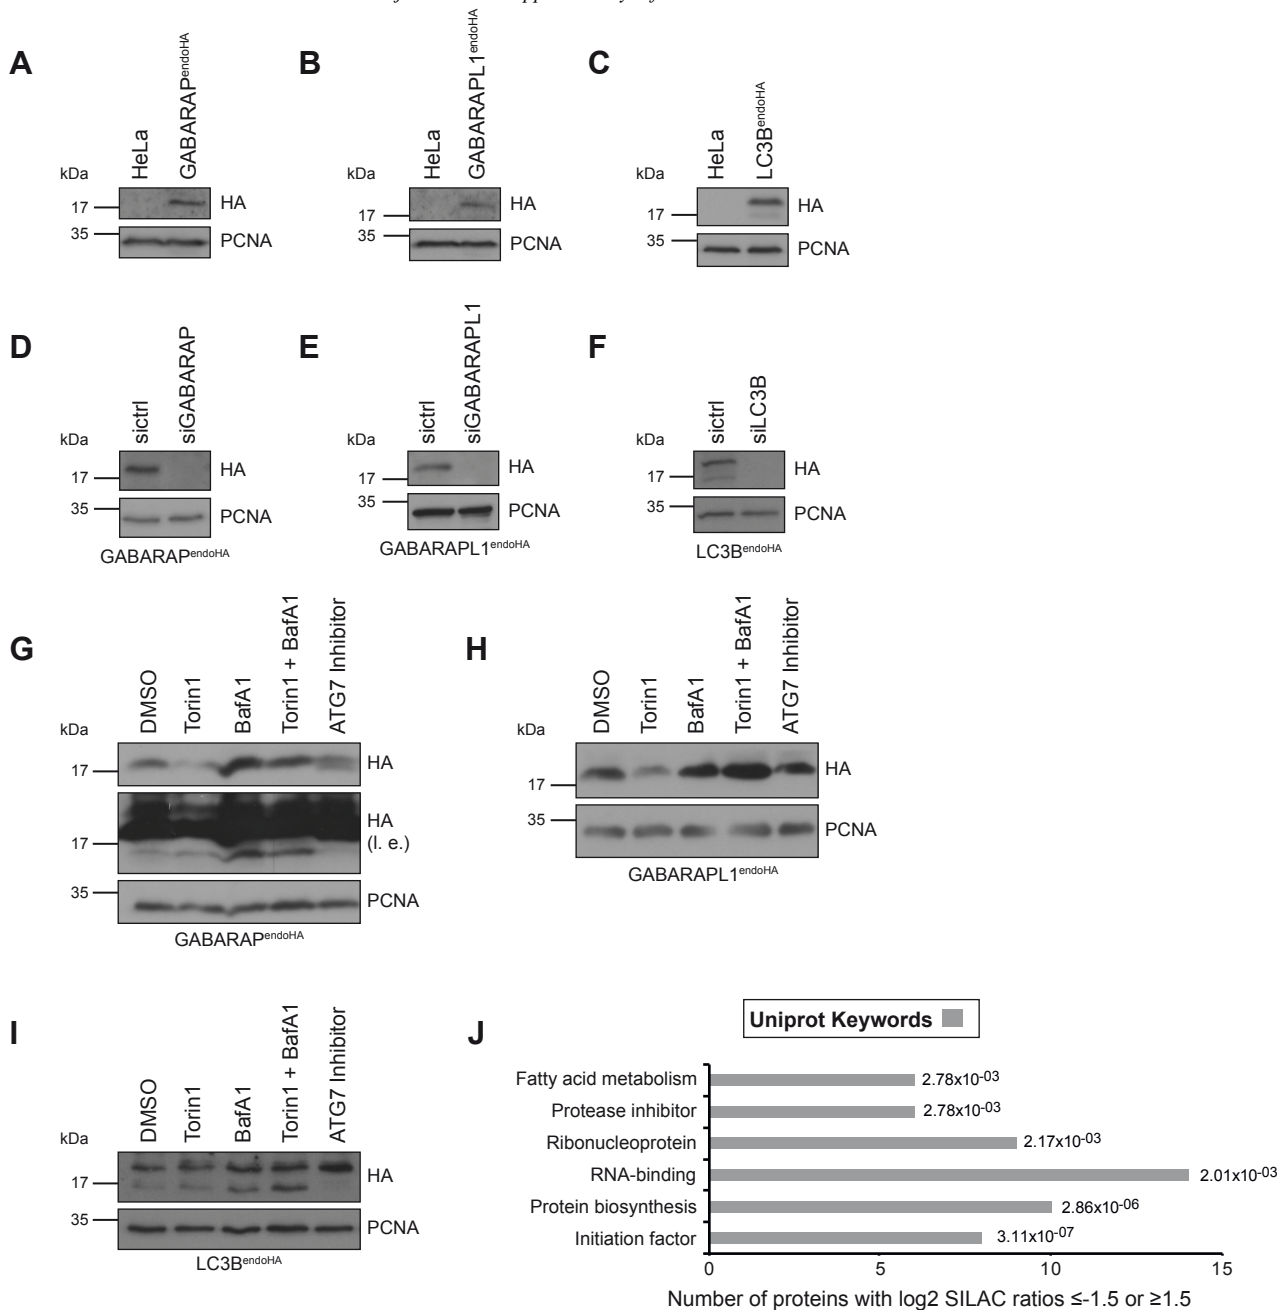 A
HeLa
GABARAPendoHA
kDa
17
35
HA
PCNA
B
HeLa
GABARAPL1endoHA
kDa
17
35
HA
PCNA
C
HeLa
LC3BendoHA
kDa
17
35
HA
PCNA
D
sictrl
siGABARAP
kDa
17
35
HA
PCNA
GABARAPendoHA
E
sictrl
siGABARAPL1
kDa
17
35
HA
PCNA
GABARAPL1endoHA
F
sictrl
siLC3B
kDa
17
35
HA
PCNA
LC3BendoHA
G
DMSO
Torin1
BafA1
Torin1 + BafA1
ATG7 Inhibitor
kDa
17
HA
17
HA
(l. e.)
35
PCNA
GABARAPendoHA
H
DMSO
Torin1
BafA1
Torin1 + BafA1
ATG7 Inhibitor
kDa
17
35
HA
PCNA
GABARAPL1endoHA
I
DMSO
Torin1
BafA1
Torin1 + BafA1
ATG7 Inhibitor
kDa
17
35
HA
PCNA
LC3BendoHA
J
Uniprot Keywords
Fatty acid metabolism 2.78x10-03
Protease inhibitor 2.78x10-03
Ribonucleoprotein 2.17x10-03
RNA-binding 2.01x10-03
Protein biosynthesis 2.86x10-06
Initiation factor 3.11x10-07
0 5 10 15
Number of proteins with log2 SILAC ratios ≤-1.5 or ≥1.5